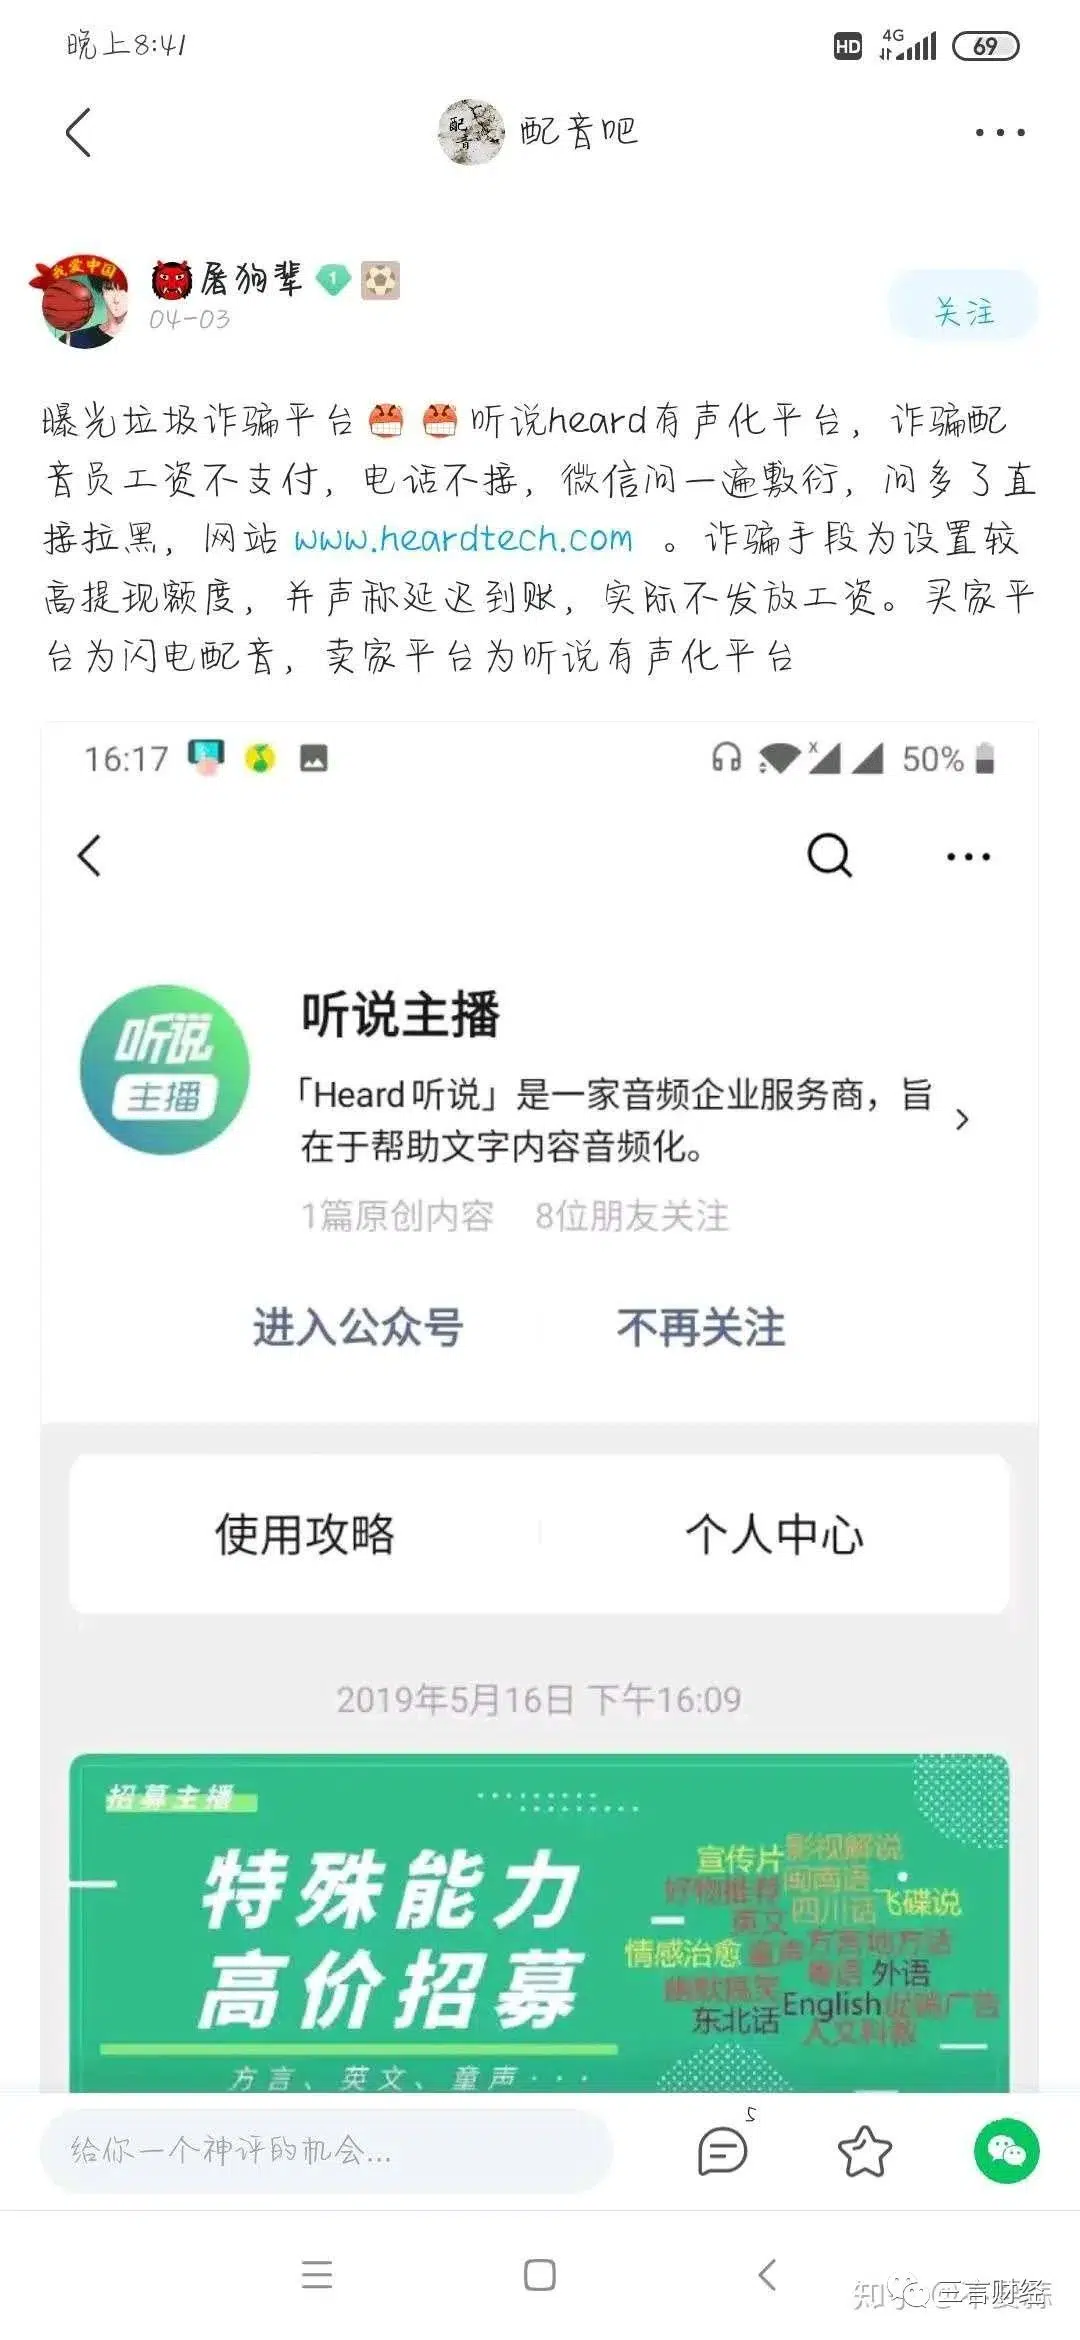 晚上8:41
HD 4G 69
配音
配音吧
我爱中国
屠狗辈 1
04-03
关注
曝光垃圾诈骗平台 听说heard有声化平台，诈骗配
音员工资不支付，电话不接，微信问一遍敷衍，问多了直
接拉黑，网站 www.heardtech.com 。诈骗手段为设置较
高提现额度，并声称延迟到账，实际不发放工资。买家平
台为闪电配音，卖家平台为听说有声化平台
16:17 50%
听说
主播
听说主播
「Heard听说」是一家音频企业服务商，旨
在于帮助文字内容音频化。
1篇原创内容 8位朋友关注
进入公众号 不再关注
使用攻略 个人中心
2019年5月16日 下午16:09
招募主播
特殊能力
高价招募
方言、英文、童声···
宣传片 影视解说
好物推荐 闽南语
英文 四川话 飞碟说
情感治愈 童声 方言地方话
幽默搞笑 粤语 外语
东北话 English 促销广告
人文科教
给你一个神评的机会...
5
知乎
三言财经